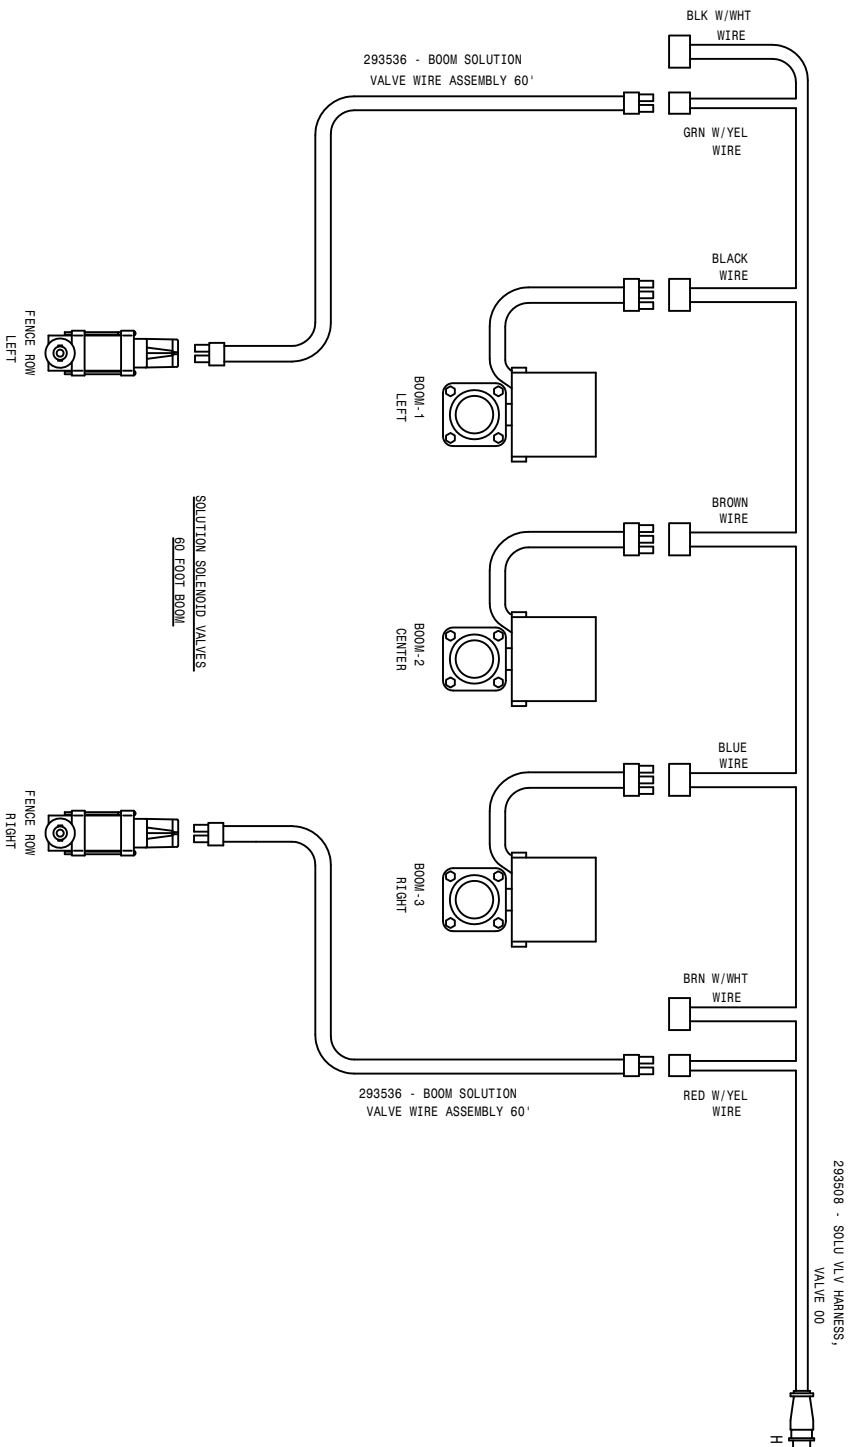 BLK W/WHT
WIRE
293536 - BOOM SOLUTION
VALVE WIRE ASSEMBLY 60'
GRN W/YEL
WIRE
BLACK
WIRE
FENCE ROW
LEFT
BOOM-1
LEFT
BROWN
WIRE
SOLUTION SOLENOID VALVES
60 FOOT BOOM
BOOM-2
CENTER
BLUE
WIRE
FENCE ROW
RIGHT
BOOM-3
RIGHT
BRN W/WHT
WIRE
293536 - BOOM SOLUTION
VALVE WIRE ASSEMBLY 60'
RED W/YEL
WIRE
293508 - SOLU VLV HARNESS,
VALVE 00
H